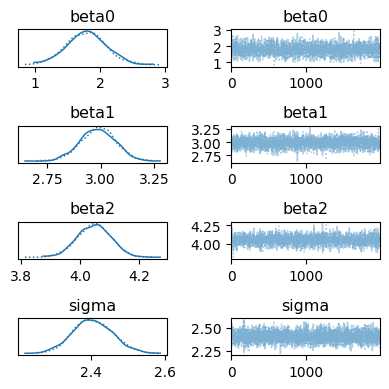 beta0 beta0
1 2 3 3 2 1 0 1000
beta1 beta1
2.75 3.00 3.25 3.25 3.00 2.75 0 1000
beta2 beta2
3.8 4.0 4.2 4.25 4.00 0 1000
sigma sigma
2.4 2.6 2.50 2.25 0 1000